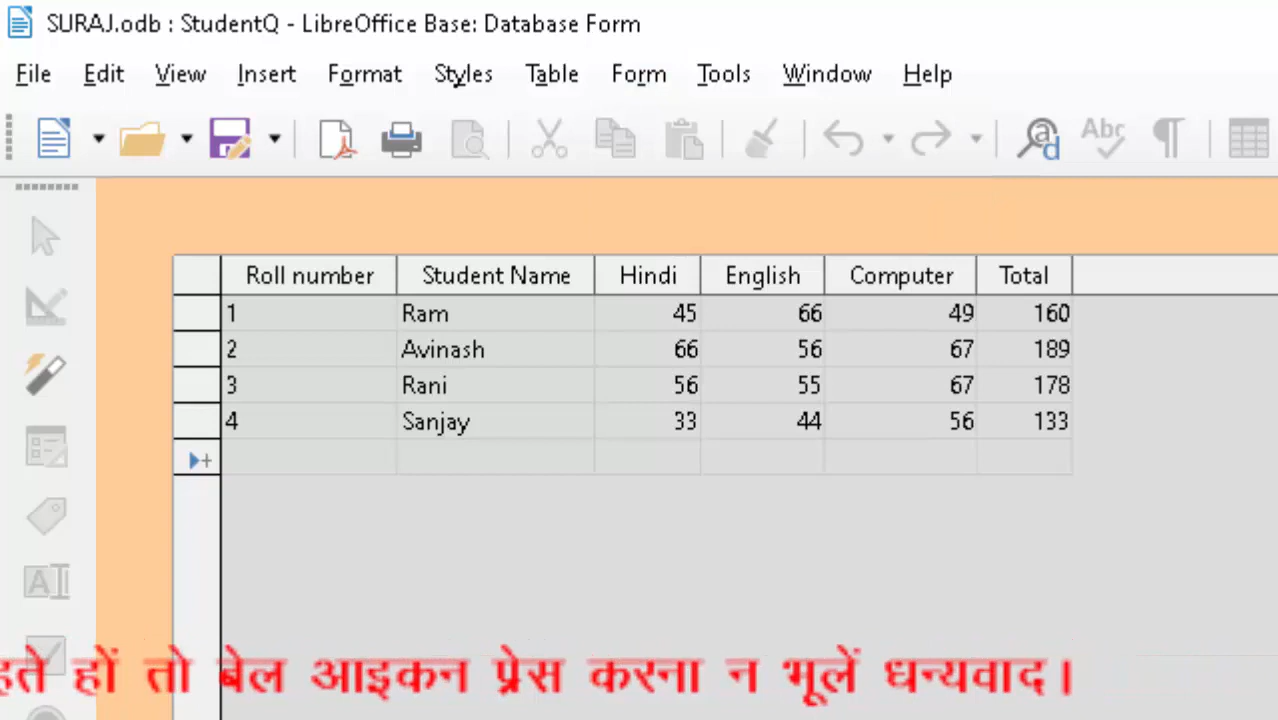 SURAJ.odb : StudentQ - LibreOffice Base: Database Form
File Edit View Insert Format Styles Table Form Tools Window Help
Abc
Roll number Student Name Hindi English Computer Total
1 Ram 45 66 49 160
2 Avinash 66 56 67 189
3 Rani 56 55 67 178
4 Sanjay 33 44 56 133
हों तो बेल आइकन प्रेस करना न भूलें धन्यवाद।